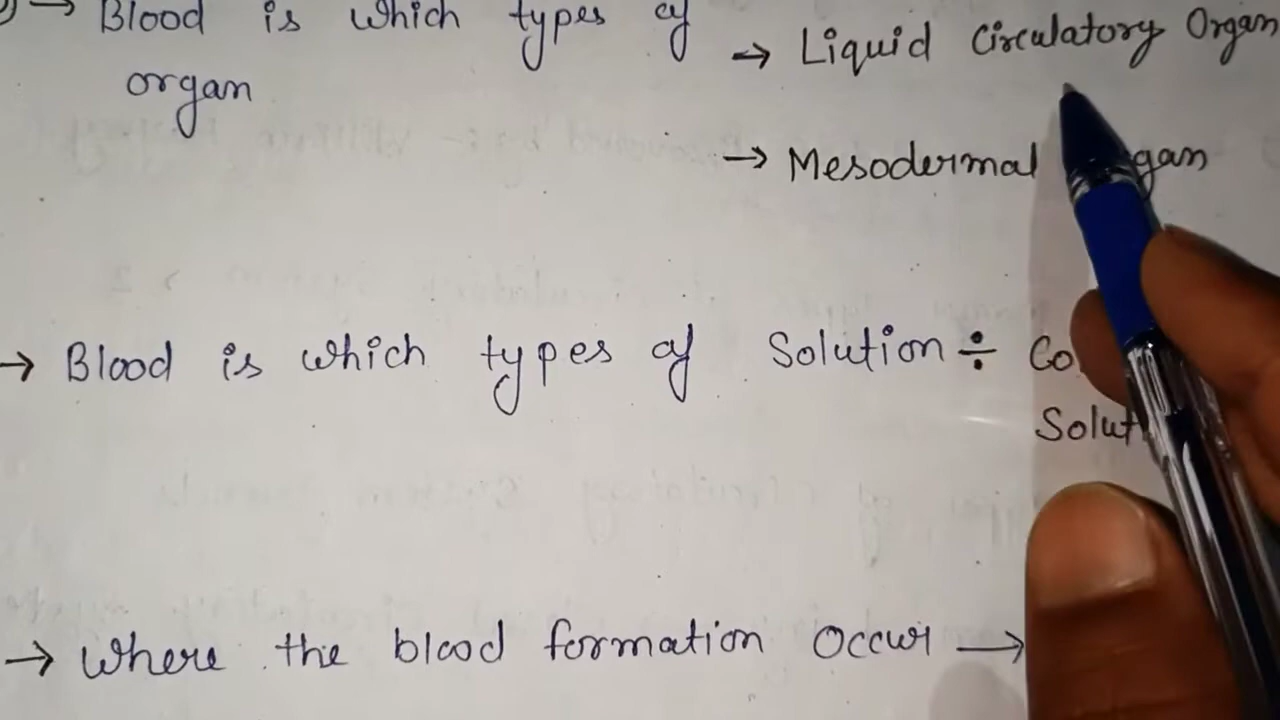 → Blood is which types of
organ
→ Liquid Circulatory Organ
→ Mesodermal
→ Blood is which types of Solution ÷
→ Where the blood formation Occur →